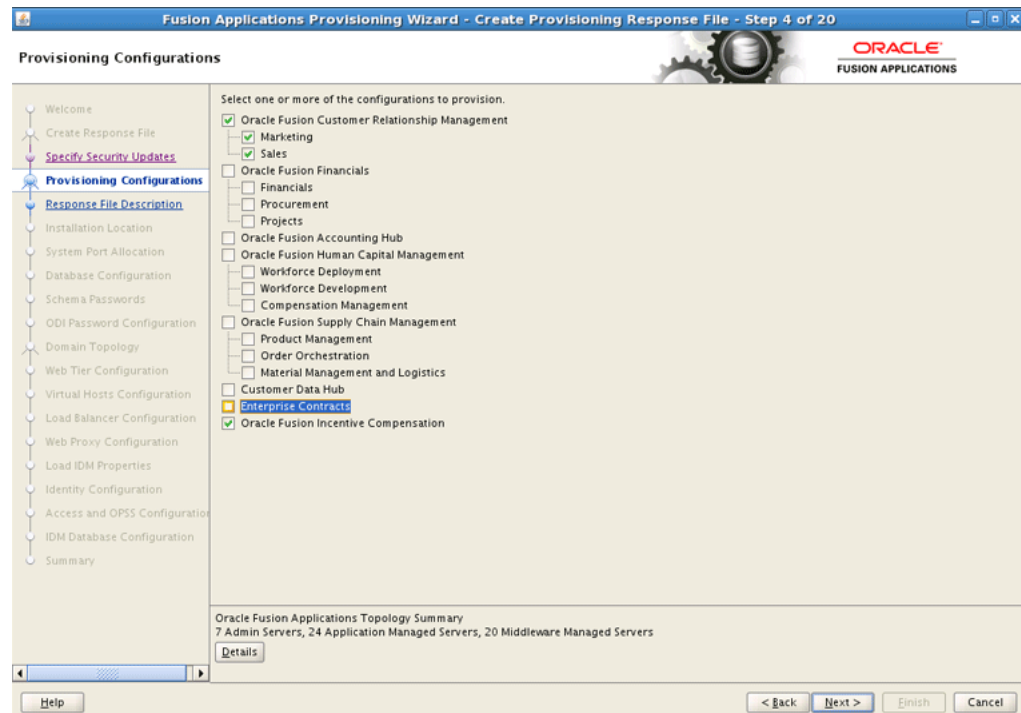 Fusion Applications Provisioning Wizard - Create Provisioning Response File - Step 4 of 20
Provisioning Configurations
ORACLE
FUSION APPLICATIONS
Welcome
Create Response File
Specify Security Updates
Provisioning Configurations
Response File Description
Installation Location
System Port Allocation
Database Configuration
Schema Passwords
ODI Password Configuration
Domain Topology
Web Tier Configuration
Virtual Hosts Configuration
Load Balancer Configuration
Web Proxy Configuration
Load IDM Properties
Identity Configuration
Access and OPSS Configuration
IDM Database Configuration
Summary
Select one or more of the configurations to provision.
Oracle Fusion Customer Relationship Management
Marketing
Sales
Oracle Fusion Financials
Financials
Procurement
Projects
Oracle Fusion Accounting Hub
Oracle Fusion Human Capital Management
Workforce Deployment
Workforce Development
Compensation Management
Oracle Fusion Supply Chain Management
Product Management
Order Orchestration
Material Management and Logistics
Customer Data Hub
Enterprise Contracts
Oracle Fusion Incentive Compensation
Oracle Fusion Applications Topology Summary
7 Admin Servers, 24 Application Managed Servers, 20 Middleware Managed Servers
Details
Help
< Back
Next >
Finish
Cancel